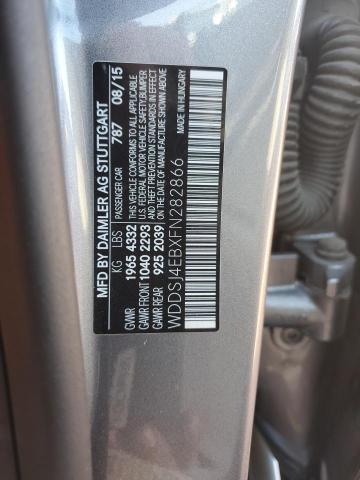 MFD BY DAIMLER AG STUTTGART
PASSENGER CAR 787 08/15
KG LBS
GVWR 1965 4332
GAWR FRONT 1040 2293
GAWR REAR 925 2039
THIS VEHICLE CONFORMS TO ALL APPLICABLE
U.S. FEDERAL MOTOR VEHICLE SAFETY, BUMPER
AND THEFT PREVENTION STANDARDS IN EFFECT
ON THE DATE OF MANUFACTURE SHOWN ABOVE
MADE IN HUNGARY
WDDSJ4EBXFN282866